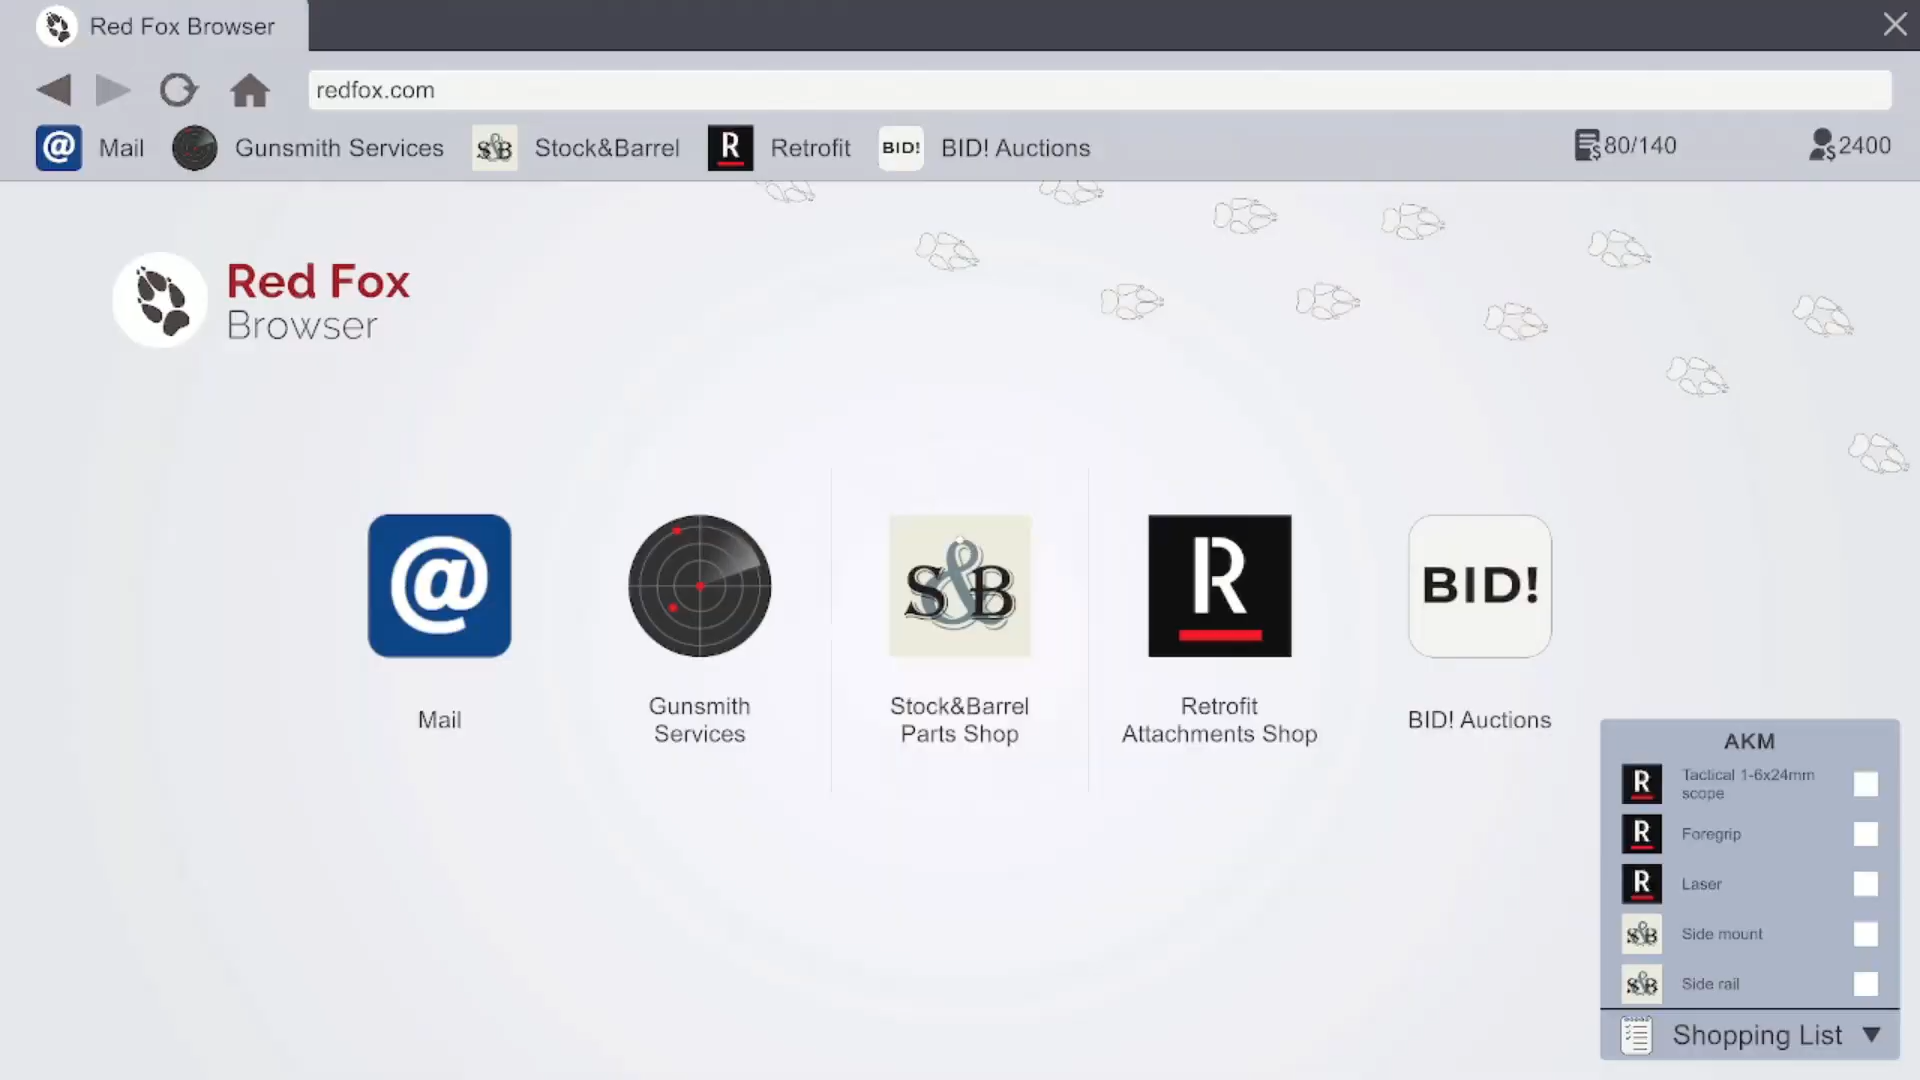 Red Fox Browser
redfox.com
@ Mail
Gunsmith Services
S&B Stock&Barrel
R Retrofit
BID! BID! Auctions
80/140
2400
Red Fox
Browser
@
S&B
R
BID!
Mail
Gunsmith
Services
Stock&Barrel
Parts Shop
Retrofit
Attachments Shop
BID! Auctions
AKM
R Tactical 1-6x24mm
scope
R Foregrip
R Laser
S&B Side mount
S&B Side rail
Shopping List